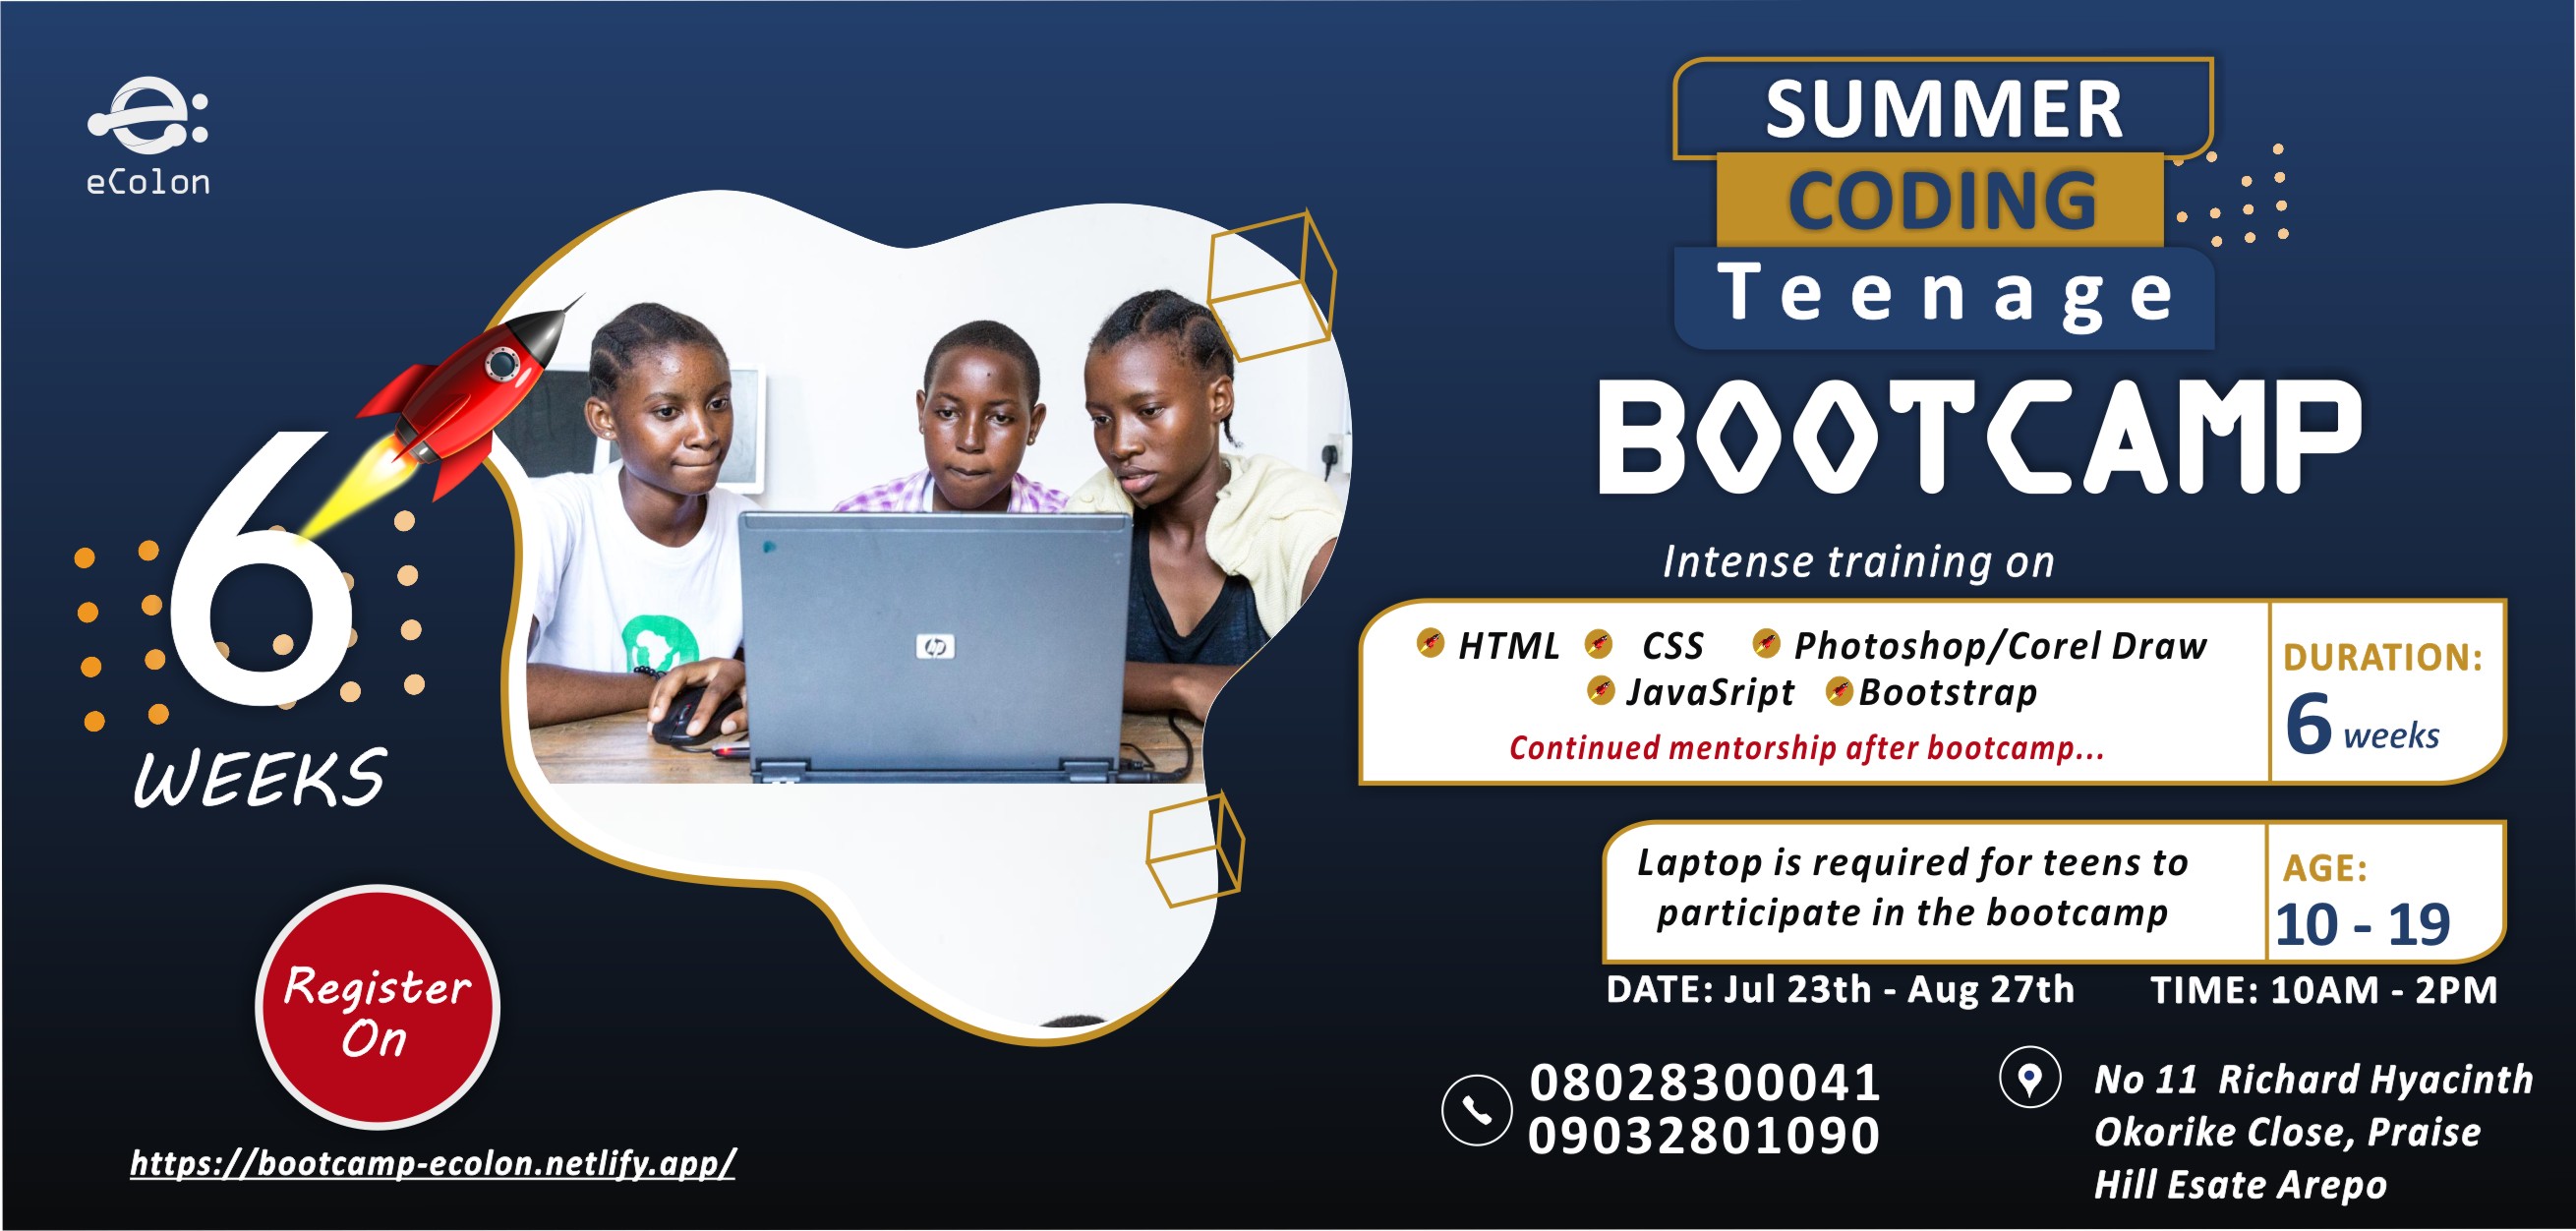 eColon
SUMMER
CODING
Teenage
BOOTCAMP
6
WEEKS
Intense training on
HTML CSS Photoshop/Corel Draw
JavaSript Bootstrap
Continued mentorship after bootcamp...
DURATION:
6 weeks
Laptop is required for teens to
participate in the bootcamp
AGE:
10 - 19
DATE: Jul 23th - Aug 27th TIME: 10AM - 2PM
Register
On
https://bootcamp-ecolon.netlify.app/
08028300041
09032801090
No 11 Richard Hyacinth
Okorike Close, Praise
Hill Esate Arepo
hp